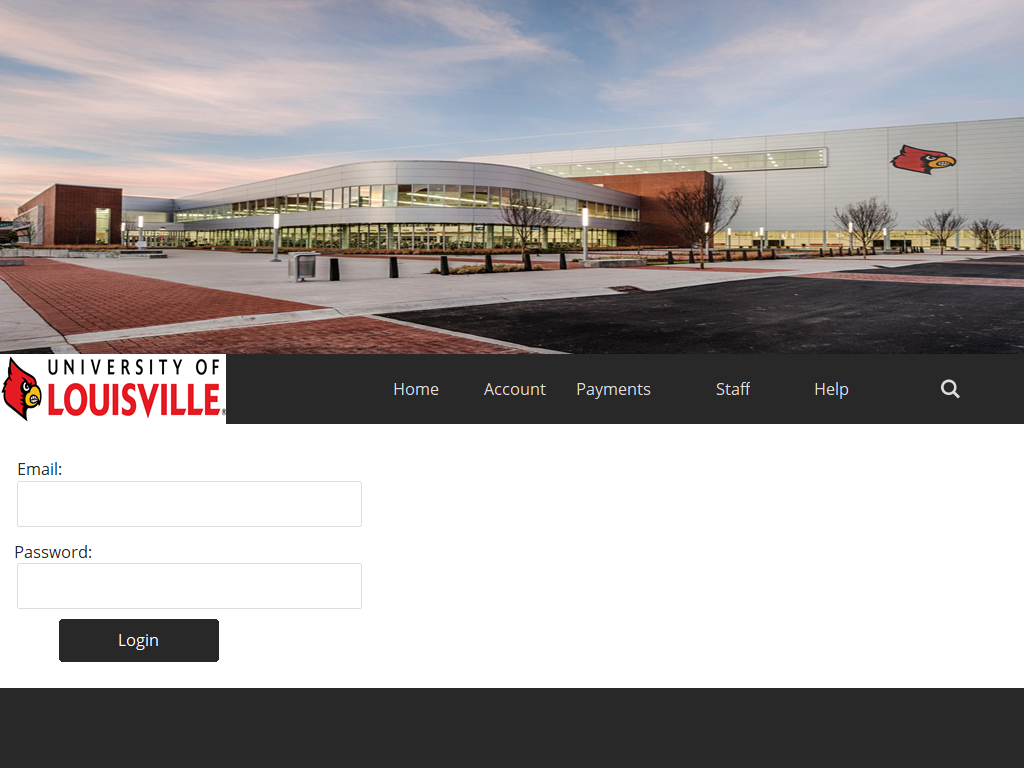 UNIVERSITY OF
LOUISVILLE®
Home Account Payments Staff Help
Email:
Password:
Login